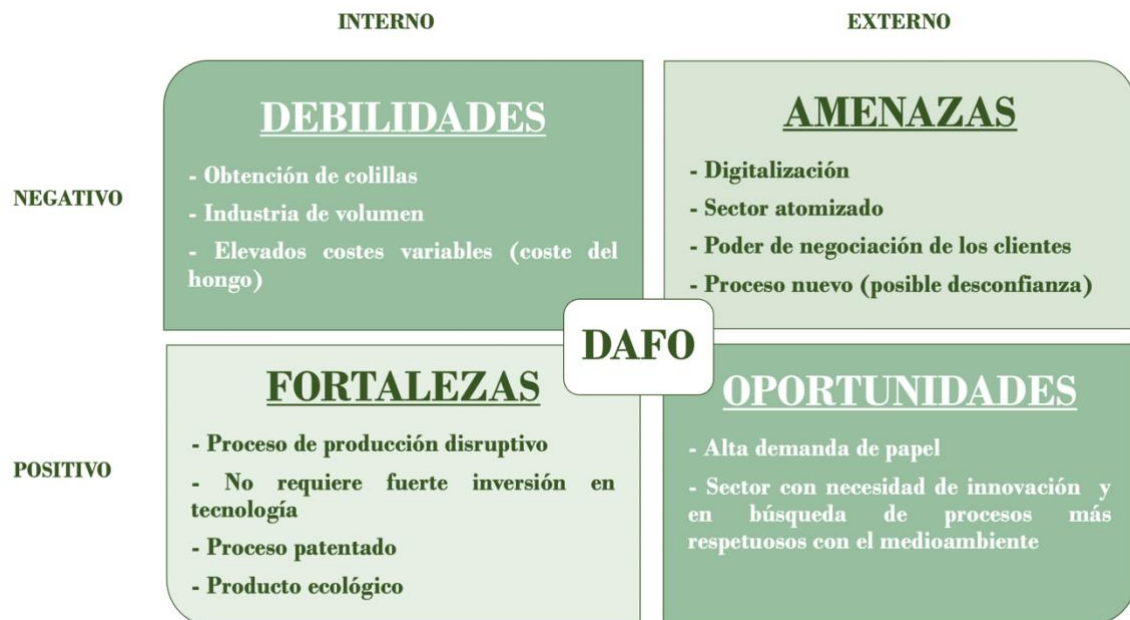 INTERNO
EXTERNO
NEGATIVO
DEBILIDADES
- Obtención de colillas
- Industria de volumen
- Elevados costes variables (coste del
hongo)
AMENAZAS
- Digitalización
- Sector atomizado
- Poder de negociación de los clientes
- Proceso nuevo (posible desconfianza)
DAFO
POSITIVO
FORTALEZAS
- Proceso de producción disruptivo
- No requiere fuerte inversión en
tecnología
- Proceso patentado
- Producto ecológico
OPORTUNIDADES
- Alta demanda de papel
- Sector con necesidad de innovación y
en búsqueda de procesos más
respetuosos con el medioambiente